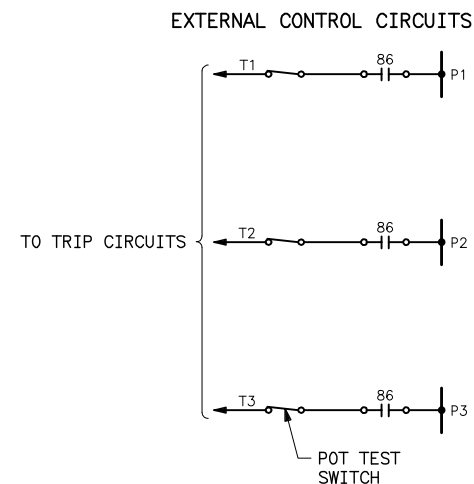 EXTERNAL CONTROL CIRCUITS
T1 86 P1
TO TRIP CIRCUITS T2 86 P2
T3 86 P3
POT TEST
SWITCH